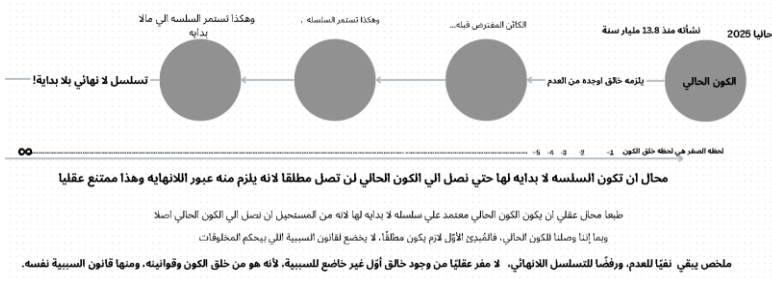 حاليا 2025
نشأته منذ 13.8 مليار سنة
الكائن المفترض قبله...
وهكذا تستمر السلسله .
وهكذا تستمر السلسه الي مالا
بدايه
الكون الحالي
يلزمه خالق اوجده من العدم
تسلسل لا نهائي بلا بداية!
لحظه الصفر هي لحظه خلق الكون -1 -2 -3 -4 -5 ∞
محال ان تكون السلسه لا بدايه لها حتي نصل الي الكون الحالي لن تصل مطلقا لانه يلزم منه عبور اللانهايه وهذا ممتنع عقليا
طبعا محال عقلي ان يكون الكون الحالي معتمد علي سلسله لا بدايه لها لانه من المستحيل ان نصل الي الكون الحالي اصلا
وبما إننا وصلنا للكون الحالي، فالمُبدِئ الأوّل لازم يكون مطلقًا، لا يخضع لقانون السببية اللي بيحكم المخلوقات
ملخص يبقي نفيًا للعدم، ورفضًا للتسلسل اللانهائي، لا مفر عقليًا من وجود خالق أوّل غير خاضع للسببية، لأنه هو من خلق الكون وقوانينه، ومنها قانون السببية نفسه.